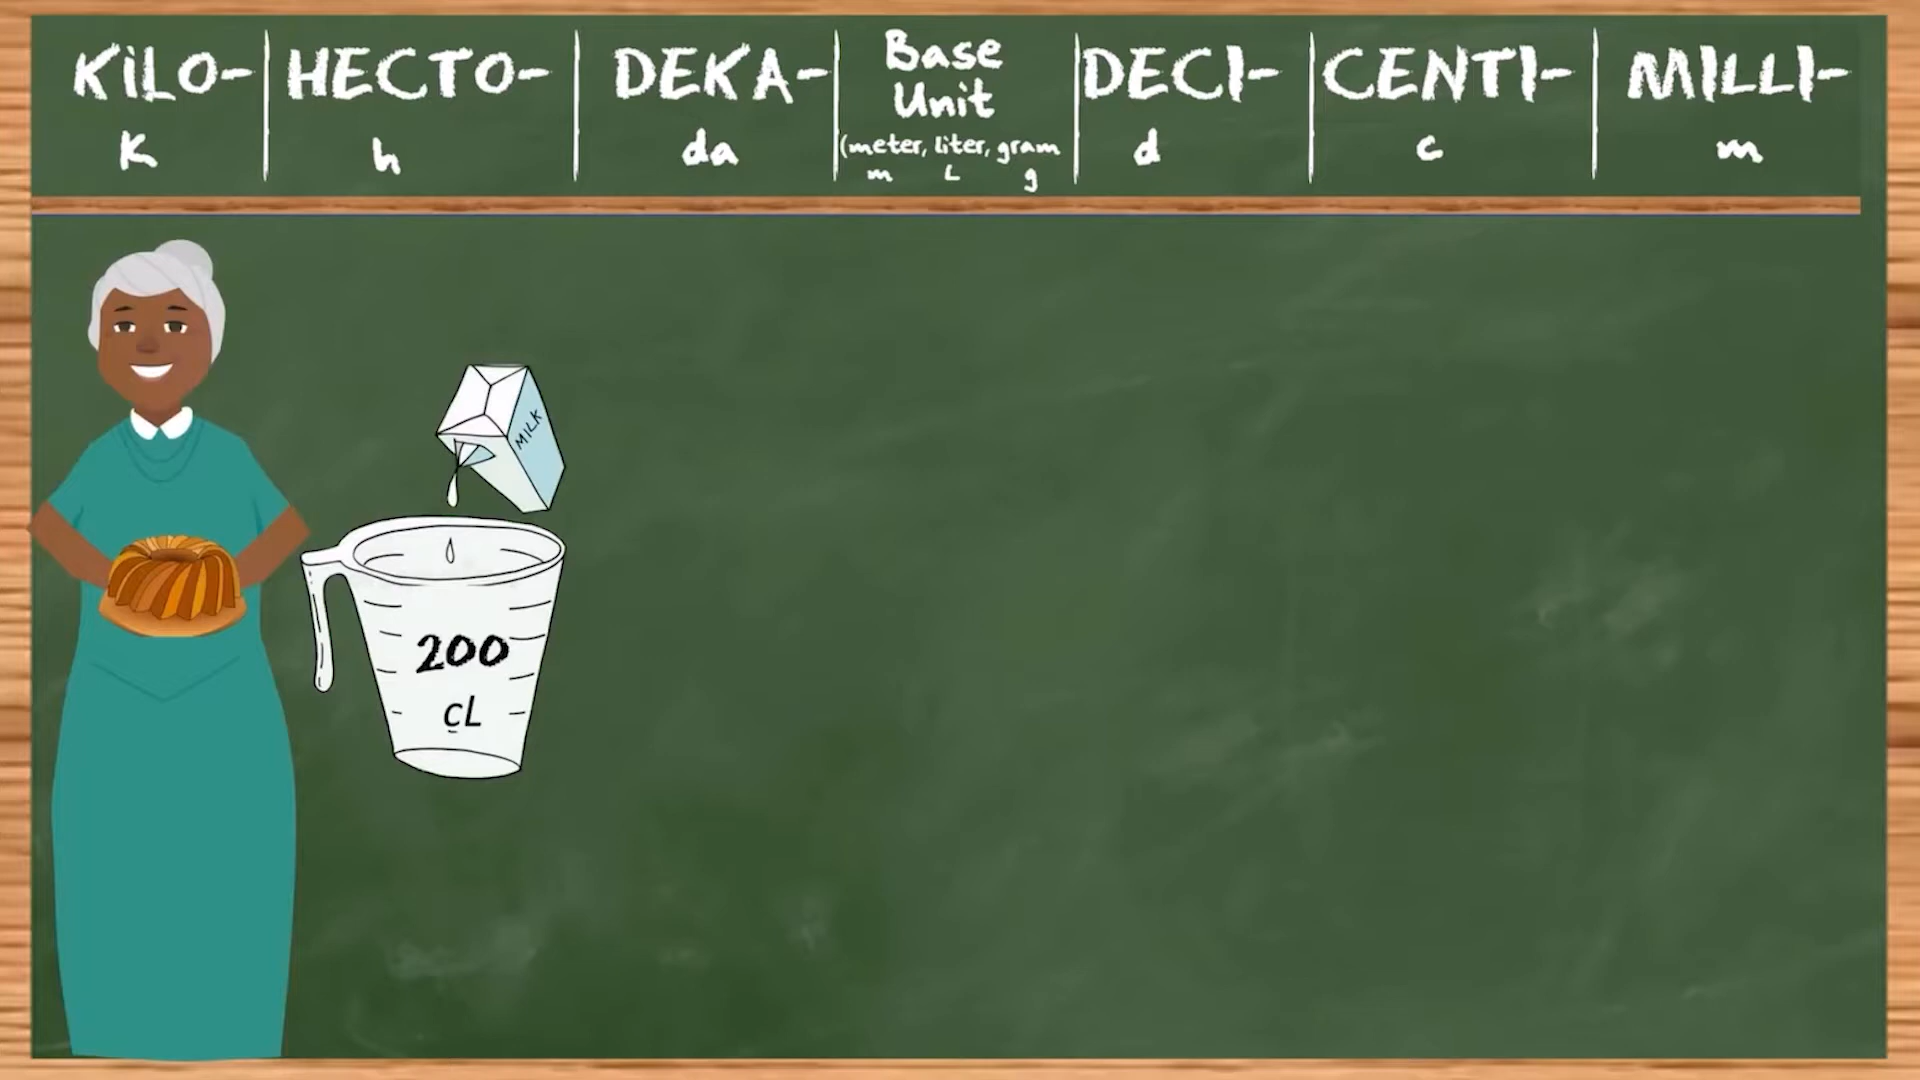 KiLO- HECTO- DEKA- Base Unit DECI- CENTI- MILLI-
K h da (meter, liter, gram d c m
m L g
MILK
200
cL